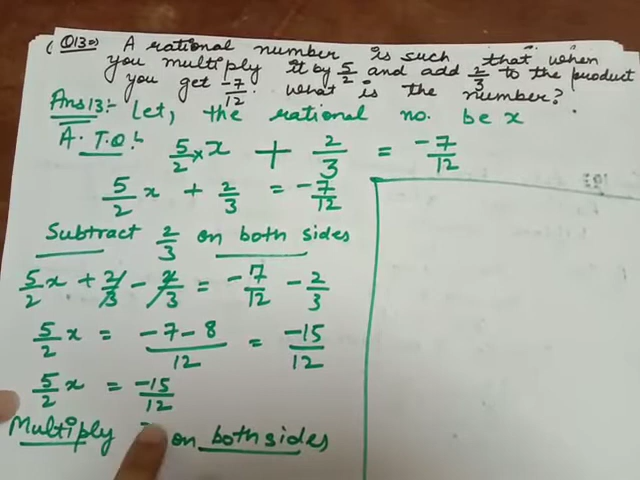 Q13) A rational number is such that when
you multiply it by 5/2 and add 2/3 to the product
you get -7/12. What is the number?
Ans13:- Let, the rational no. be x
A.T.Q!
5/2 × x + 2/3 = -7/12
5/2 x + 2/3 = -7/12
Subtract 2/3 on both sides
5/2 x + 2/3 - 2/3 = -7/12 - 2/3
5/2 x = -7-8/12 = -15/12
5/2 x = -15/12
Multiply on both sides